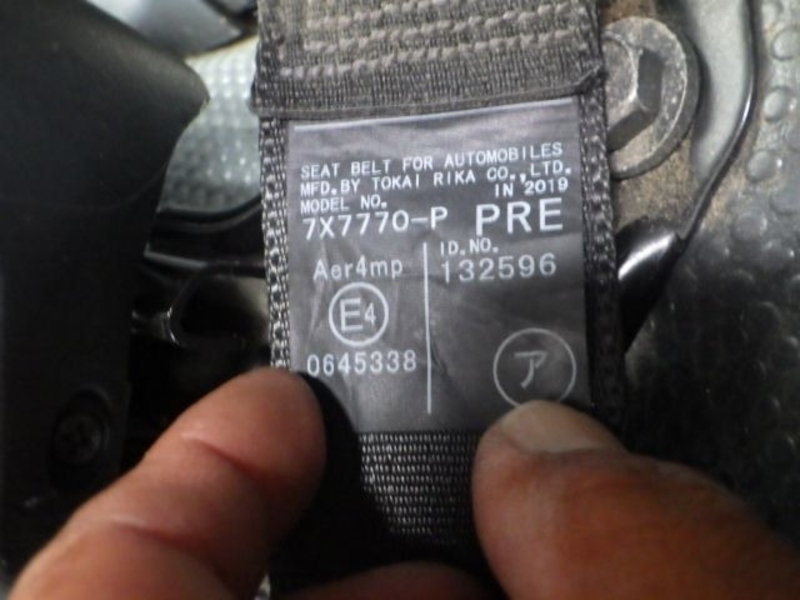 SEAT BELT FOR AUTOMOBILES
MFD.BY TOKAI RIKA CO.,LTD.
IN 2019
MODEL NO.
7X7770-P PRE
ID.NO.
Aer4mp 132596
E4
0645338
ア